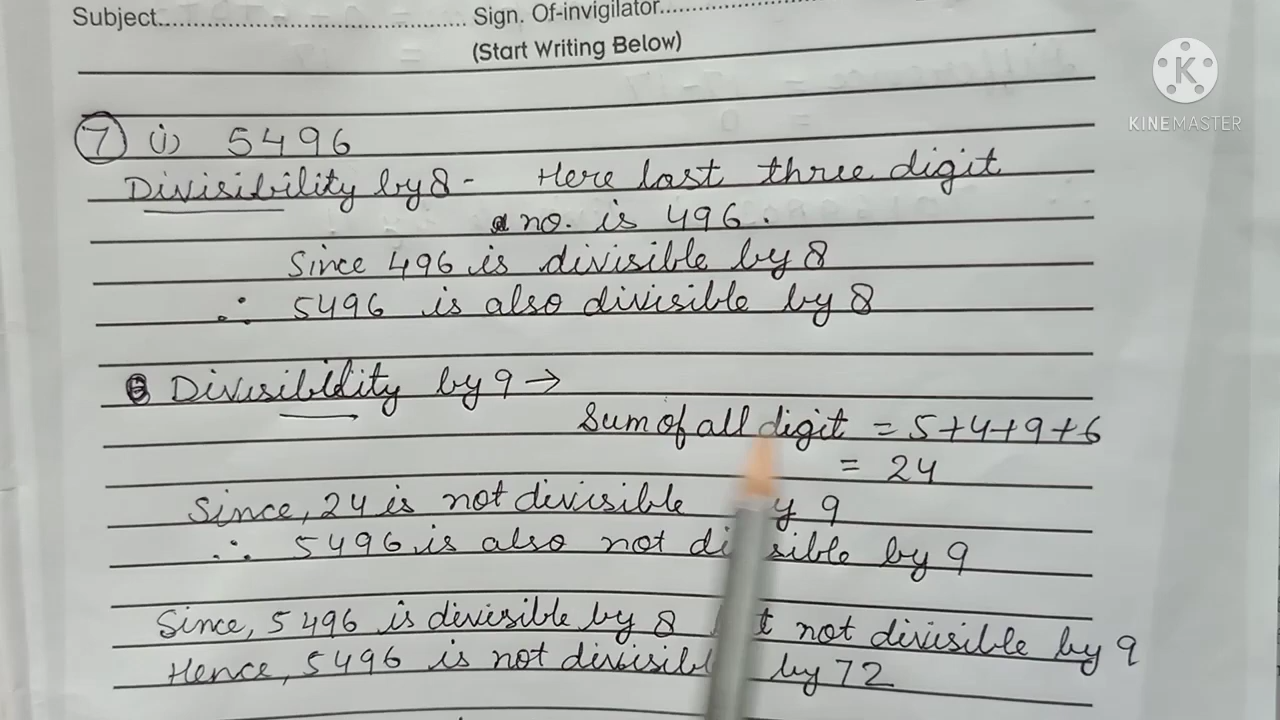 Subject................................................ Sign. Of-invigilator......................
(Start Writing Below)
K
KINEMASTER
7 (i) 5496
Divisibility by 8 - Here last three digit
no. is 496.
Since 496 is divisible by 8
∴ 5496 is also divisible by 8
Divisibility by 9 →
Sum of all digit = 5+4+9+6
= 24
Since, 24 is not divisible y 9
∴ 5496 is also not di sible by 9
Since, 5496 is divisible by 8 t not divisible by 9
Hence, 5496 is not divisibl by 72